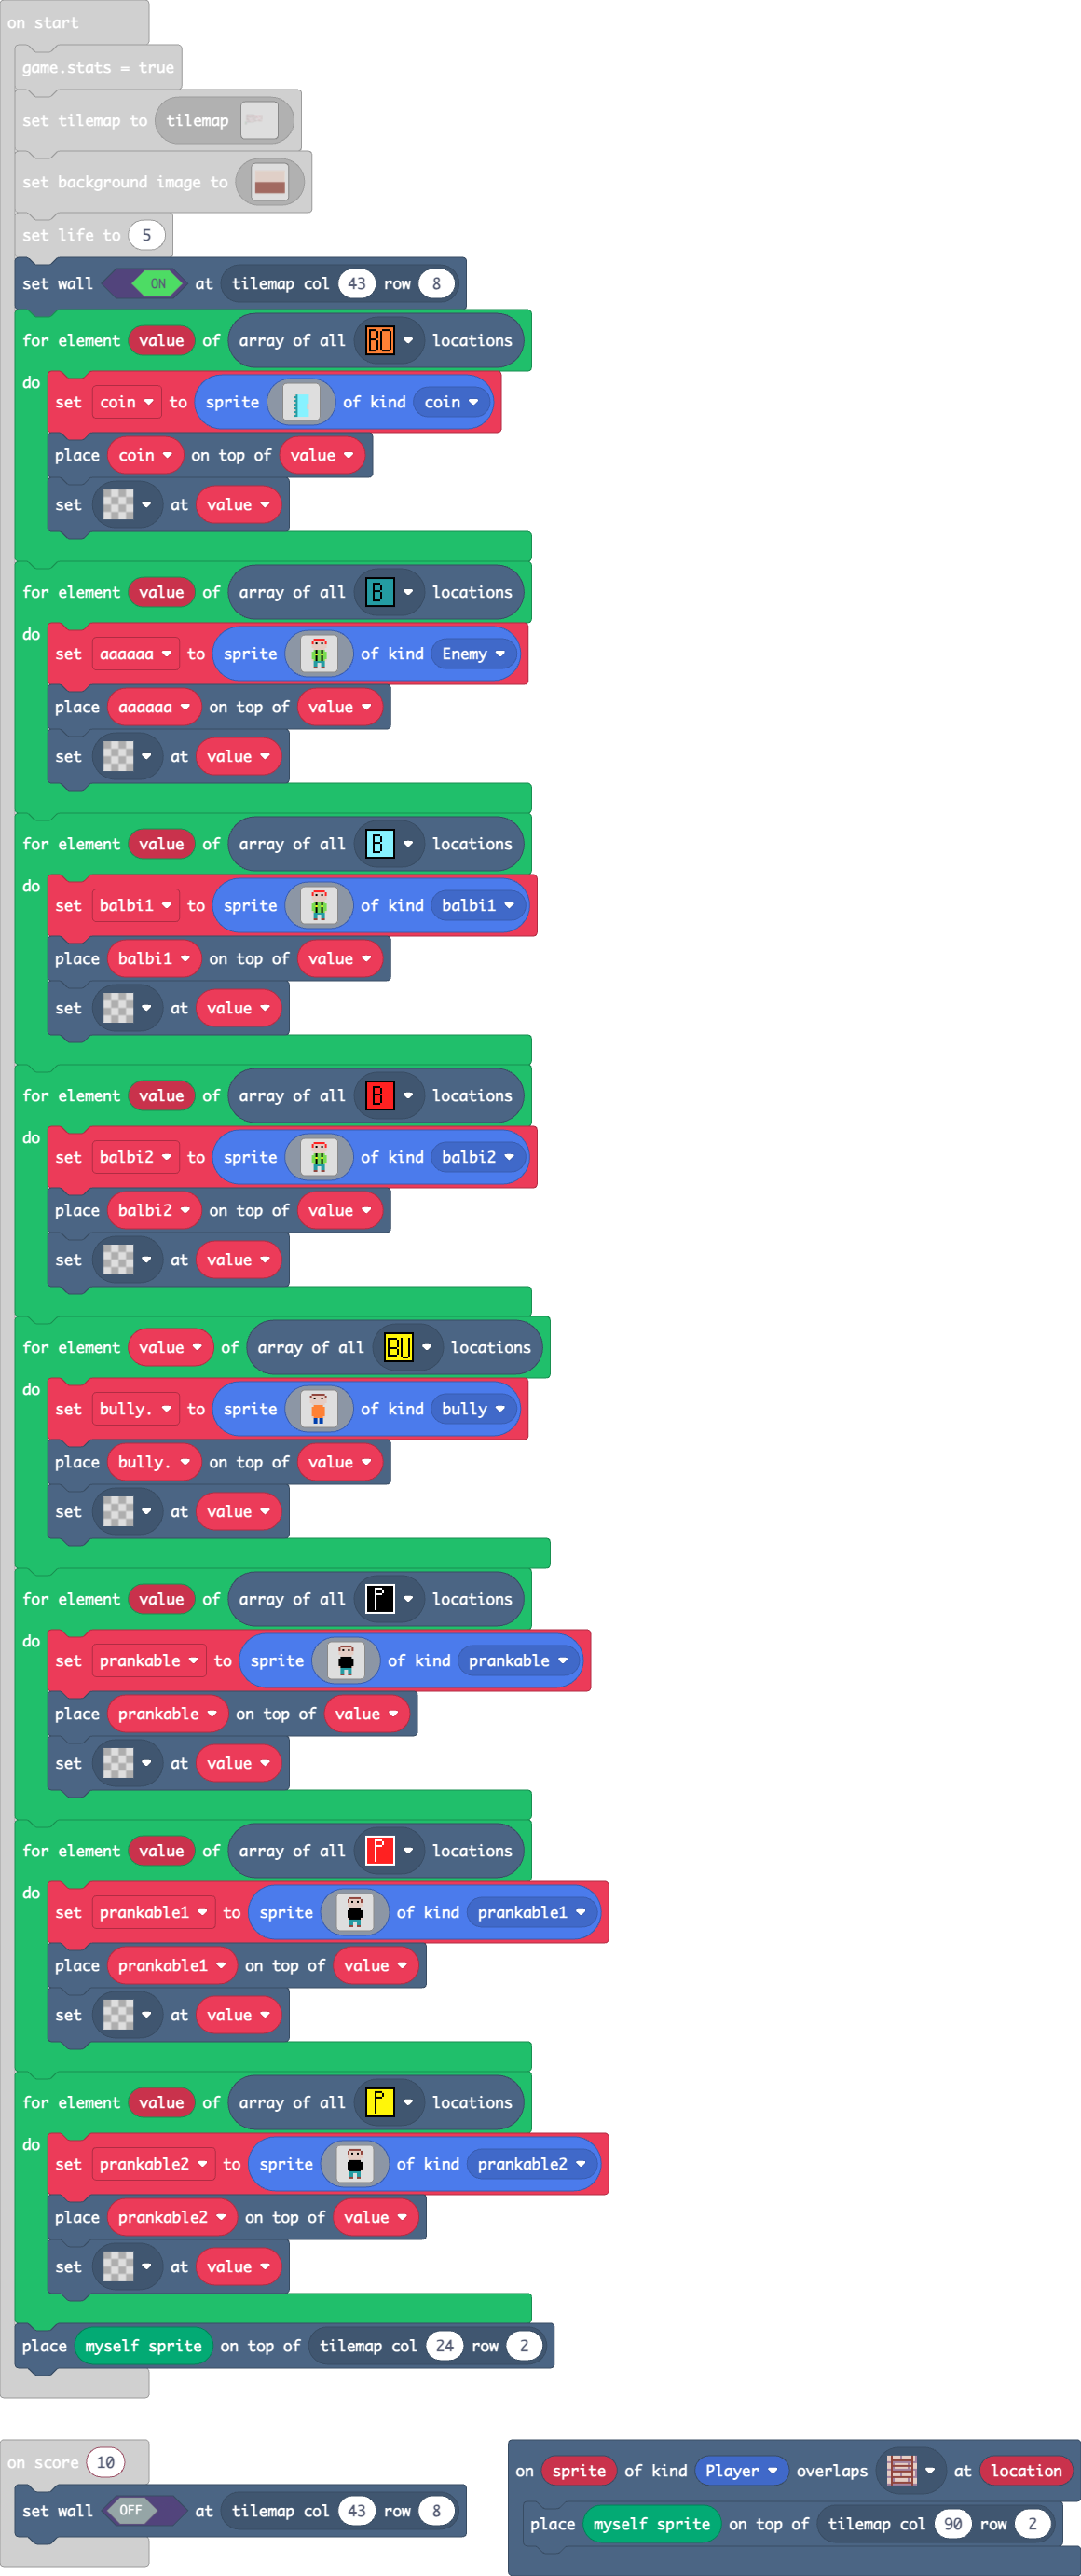 on start
game.stats = true
set tilemap to tilemap
set background image to
set life to 5
set wall ON at tilemap col 43 row 8
for element value of array of all BO locations
do
set coin to sprite of kind coin
place coin on top of value
set at value
for element value of array of all B locations
do
set aaaaaa to sprite of kind Enemy
place aaaaaa on top of value
set at value
for element value of array of all B locations
do
set balbi1 to sprite of kind balbi1
place balbi1 on top of value
set at value
for element value of array of all B locations
do
set balbi2 to sprite of kind balbi2
place balbi2 on top of value
set at value
for element value of array of all BU locations
do
set bully. to sprite of kind bully
place bully. on top of value
set at value
for element value of array of all P locations
do
set prankable to sprite of kind prankable
place prankable on top of value
set at value
for element value of array of all P locations
do
set prankable1 to sprite of kind prankable1
place prankable1 on top of value
set at value
for element value of array of all P locations
do
set prankable2 to sprite of kind prankable2
place prankable2 on top of value
set at value
place myself sprite on top of tilemap col 24 row 2
on score 10
set wall OFF at tilemap col 43 row 8
on sprite of kind Player overlaps at location
place myself sprite on top of tilemap col 90 row 2